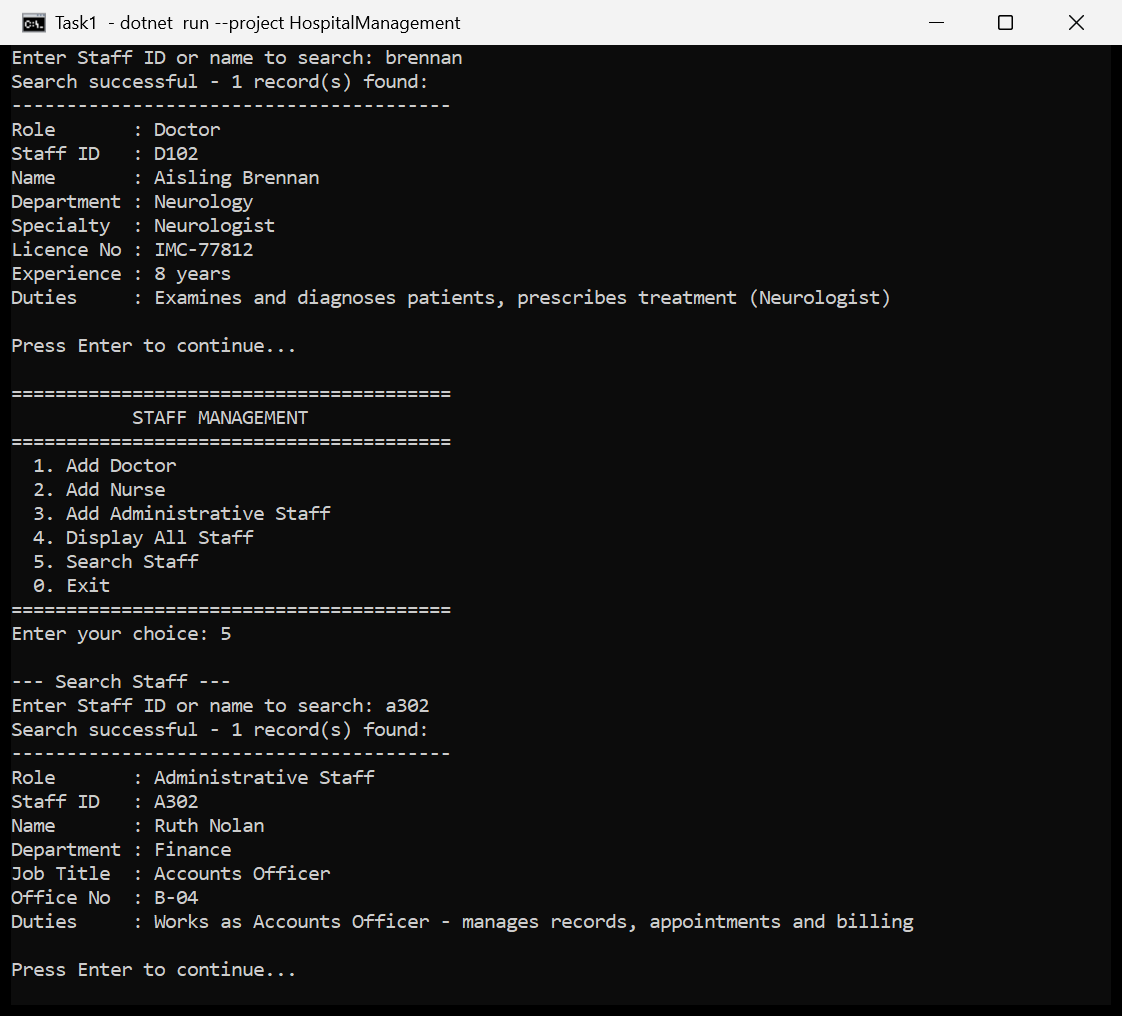 Task1 - dotnet run --project HospitalManagement
Enter Staff ID or name to search: brennan
Search successful - 1 record(s) found:
----------------------------------------
Role       : Doctor
Staff ID   : D102
Name       : Aisling Brennan
Department : Neurology
Specialty  : Neurologist
Licence No : IMC-77812
Experience : 8 years
Duties     : Examines and diagnoses patients, prescribes treatment (Neurologist)
Press Enter to continue...
========================================
STAFF MANAGEMENT
========================================
1. Add Doctor
2. Add Nurse
3. Add Administrative Staff
4. Display All Staff
5. Search Staff
0. Exit
========================================
Enter your choice: 5
--- Search Staff ---
Enter Staff ID or name to search: a302
Search successful - 1 record(s) found:
----------------------------------------
Role       : Administrative Staff
Staff ID   : A302
Name       : Ruth Nolan
Department : Finance
Job Title  : Accounts Officer
Office No  : B-04
Duties     : Works as Accounts Officer - manages records, appointments and billing
Press Enter to continue...